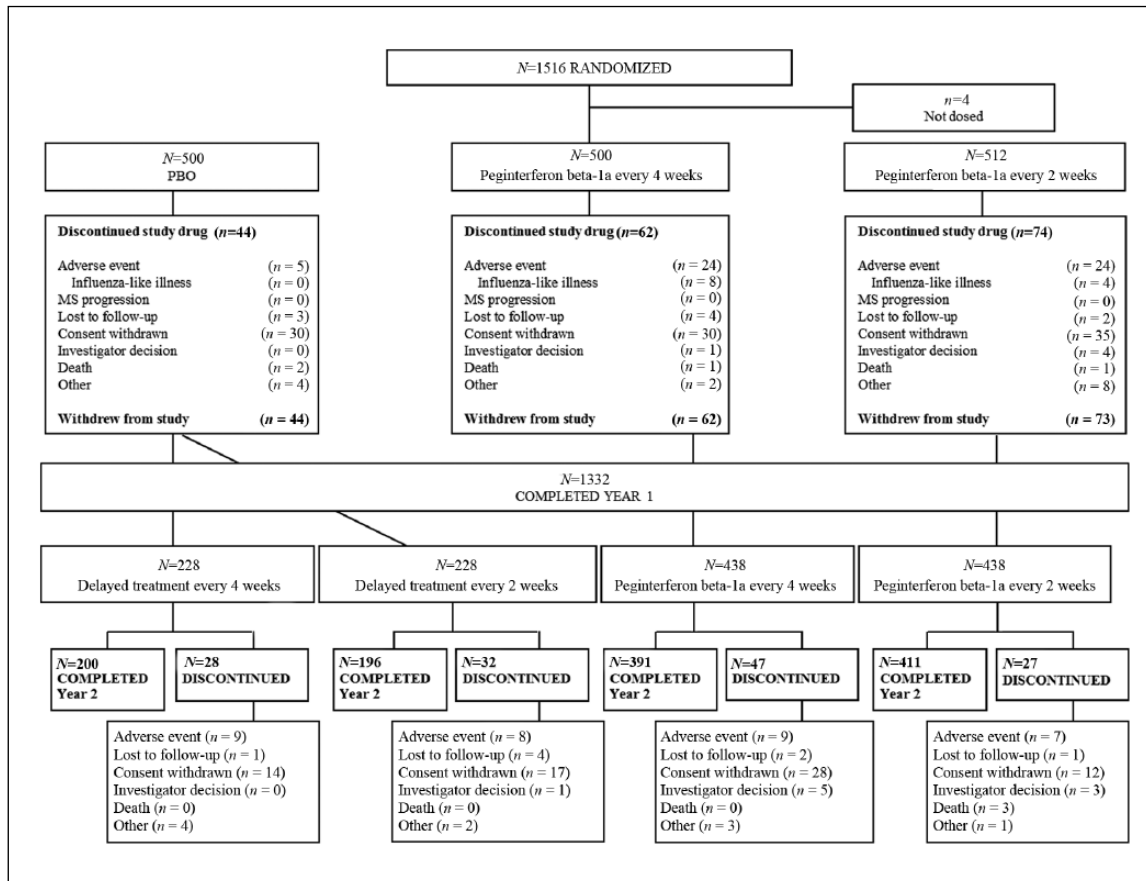 N=1516 RANDOMIZED
n=4
Not dosed
N=500
PBO
N=500
Peginterferon beta-1a every 4 weeks
N=512
Peginterferon beta-1a every 2 weeks
Discontinued study drug (n=44)
Adverse event (n = 5)
Influenza-like illness (n = 0)
MS progression (n = 0)
Lost to follow-up (n = 3)
Consent withdrawn (n = 30)
Investigator decision (n = 0)
Death (n = 2)
Other (n = 4)
Withdrew from study (n = 44)
Discontinued study drug (n=62)
Adverse event (n = 24)
Influenza-like illness (n = 8)
MS progression (n = 0)
Lost to follow-up (n = 4)
Consent withdrawn (n = 30)
Investigator decision (n = 1)
Death (n = 1)
Other (n = 2)
Withdrew from study (n = 62)
Discontinued study drug (n=74)
Adverse event (n = 24)
Influenza-like illness (n = 4)
MS progression (n = 0)
Lost to follow-up (n = 2)
Consent withdrawn (n = 35)
Investigator decision (n = 4)
Death (n = 1)
Other (n = 8)
Withdrew from study (n = 73)
N=1332
COMPLETED YEAR 1
N=228
Delayed treatment every 4 weeks
N=228
Delayed treatment every 2 weeks
N=438
Peginterferon beta-1a every 4 weeks
N=438
Peginterferon beta-1a every 2 weeks
N=200
COMPLETED
Year 2
N=28
DISCONTINUED
N=196
COMPLETED
Year 2
N=32
DISCONTINUED
N=391
COMPLETED
Year 2
N=47
DISCONTINUED
N=411
COMPLETED
Year 2
N=27
DISCONTINUED
Adverse event (n = 9)
Lost to follow-up (n = 1)
Consent withdrawn (n = 14)
Investigator decision (n = 0)
Death (n = 0)
Other (n = 4)
Adverse event (n = 8)
Lost to follow-up (n = 4)
Consent withdrawn (n = 17)
Investigator decision (n = 1)
Death (n = 0)
Other (n = 2)
Adverse event (n = 9)
Lost to follow-up (n = 2)
Consent withdrawn (n = 28)
Investigator decision (n = 5)
Death (n = 0)
Other (n = 3)
Adverse event (n = 7)
Lost to follow-up (n = 1)
Consent withdrawn (n = 12)
Investigator decision (n = 3)
Death (n = 3)
Other (n = 1)